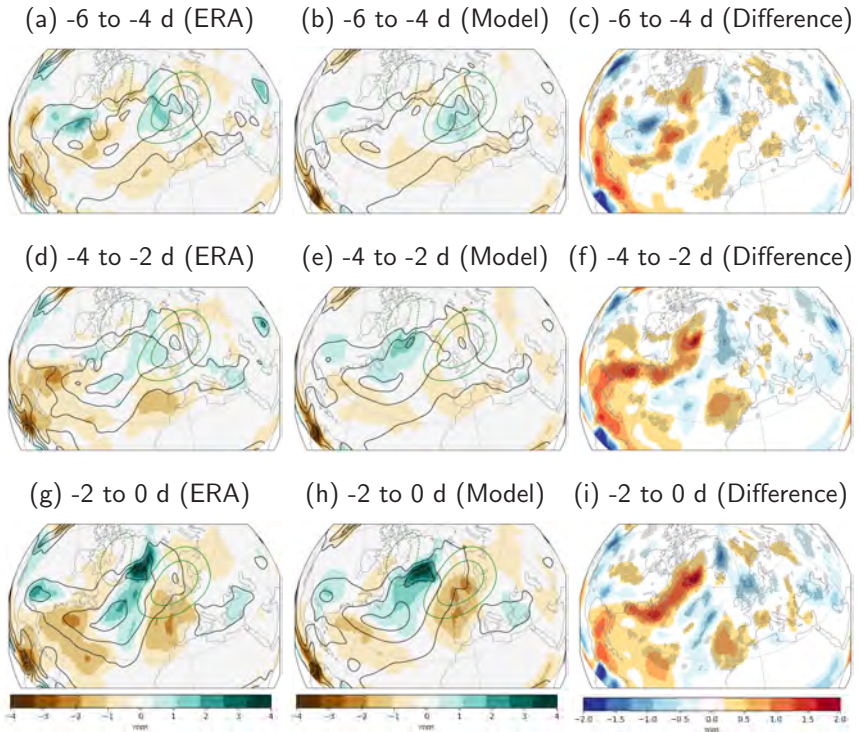 (a) -6 to -4 d (ERA) (b) -6 to -4 d (Model) (c) -6 to -4 d (Difference)
(d) -4 to -2 d (ERA) (e) -4 to -2 d (Model) (f) -4 to -2 d (Difference)
(g) -2 to 0 d (ERA) (h) -2 to 0 d (Model) (i) -2 to 0 d (Difference)
-4 -3 -2 -1 0 1 2 3 4 -4 -3 -2 -1 0 1 2 3 4 -2.0 -1.5 -1.0 -0.5 0.0 0.5 1.0 1.5 2.0